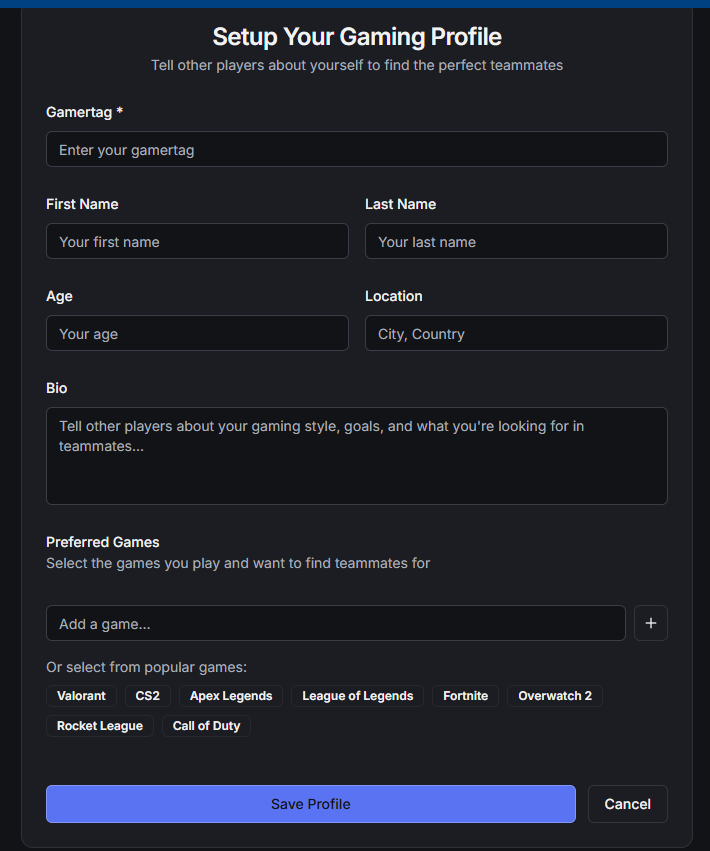 Setup Your Gaming Profile
Tell other players about yourself to find the perfect teammates
Gamertag *
Enter your gamertag
First Name
Last Name
Your first name
Your last name
Age
Location
Your age
City, Country
Bio
Tell other players about your gaming style, goals, and what you're looking for in
teammates...
Preferred Games
Select the games you play and want to find teammates for
Add a game...
+
Or select from popular games:
Valorant CS2 Apex Legends League of Legends Fortnite Overwatch 2
Rocket League Call of Duty
Save Profile Cancel